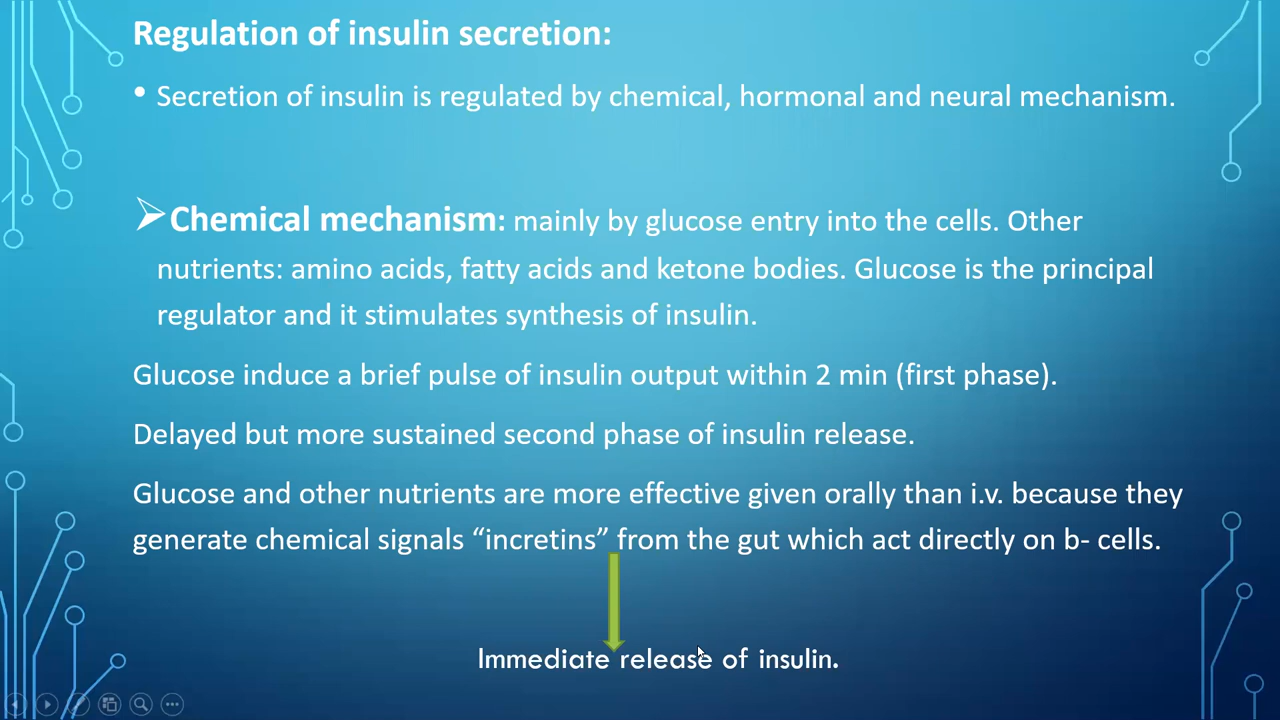 Regulation of insulin secretion:
• Secretion of insulin is regulated by chemical, hormonal and neural mechanism.
➢Chemical mechanism: mainly by glucose entry into the cells. Other
nutrients: amino acids, fatty acids and ketone bodies. Glucose is the principal
regulator and it stimulates synthesis of insulin.
Glucose induce a brief pulse of insulin output within 2 min (first phase).
Delayed but more sustained second phase of insulin release.
Glucose and other nutrients are more effective given orally than i.v. because they
generate chemical signals “incretins” from the gut which act directly on b- cells.
Immediate release of insulin.